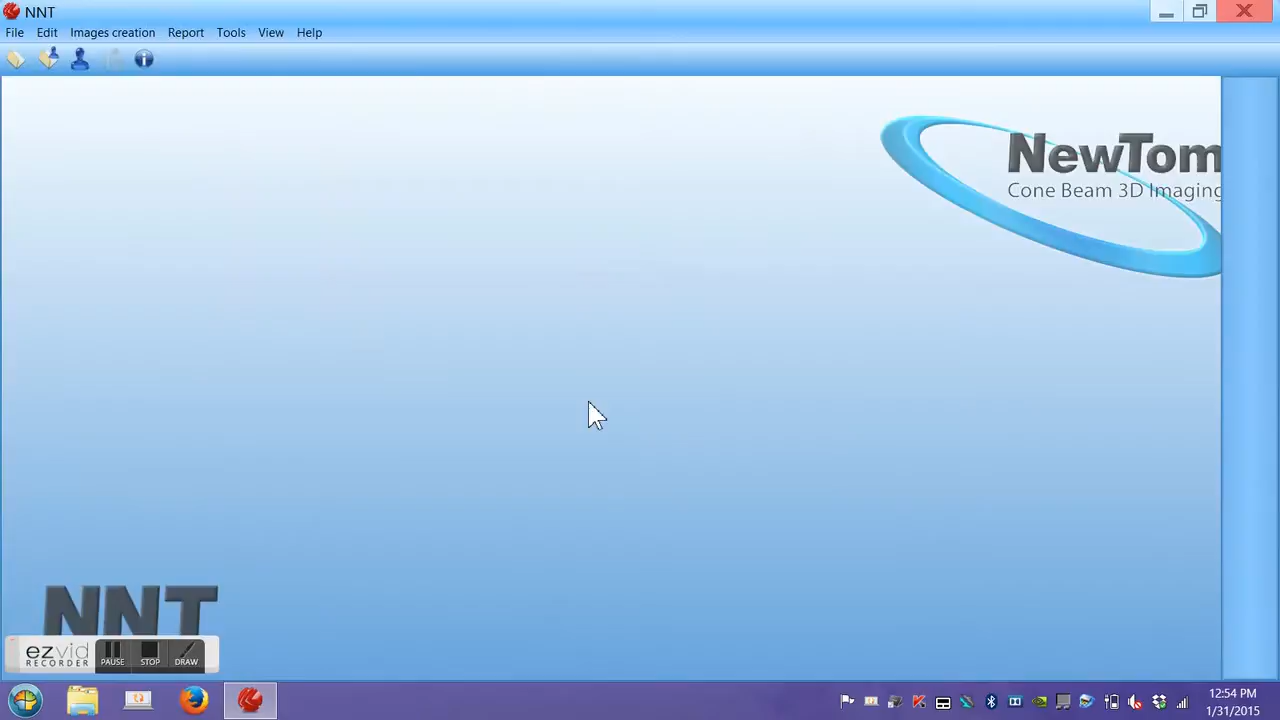 NNT
File Edit Images creation Report Tools View Help
NewTom
Cone Beam 3D Imaging
NNT
ezvid
RECORDER
PAUSE STOP DRAW
12:54 PM
1/31/2015